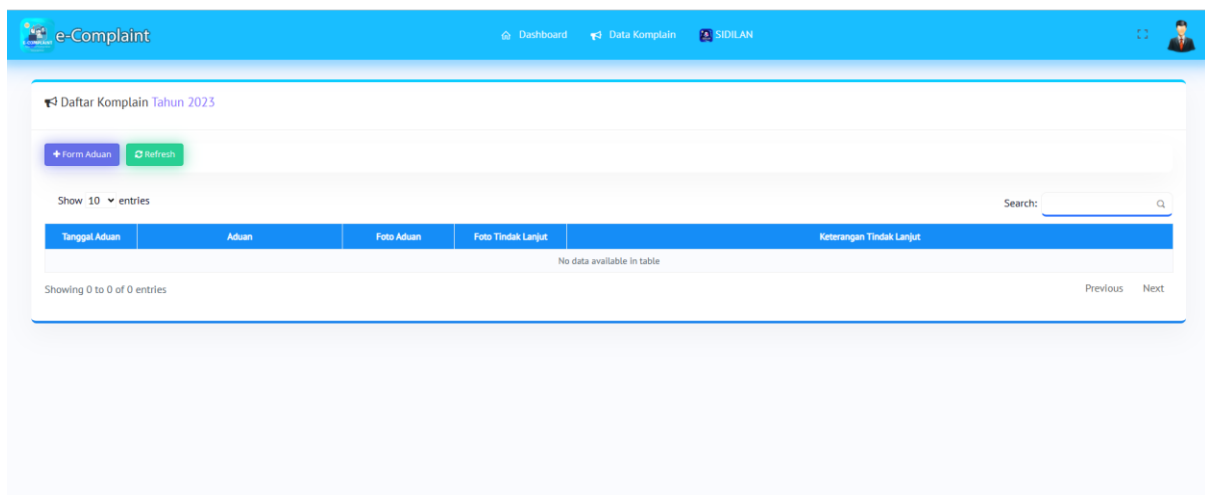 e-Complaint
Dashboard Data Komplain SIDILAN
Daftar Komplain Tahun 2023
Form Aduan Refresh
Show 10 entries Search:
Tanggal Aduan Aduan Foto Aduan Foto Tindak Lanjut Keterangan Tindak Lanjut
No data available in table
Showing 0 to 0 of 0 entries Previous Next